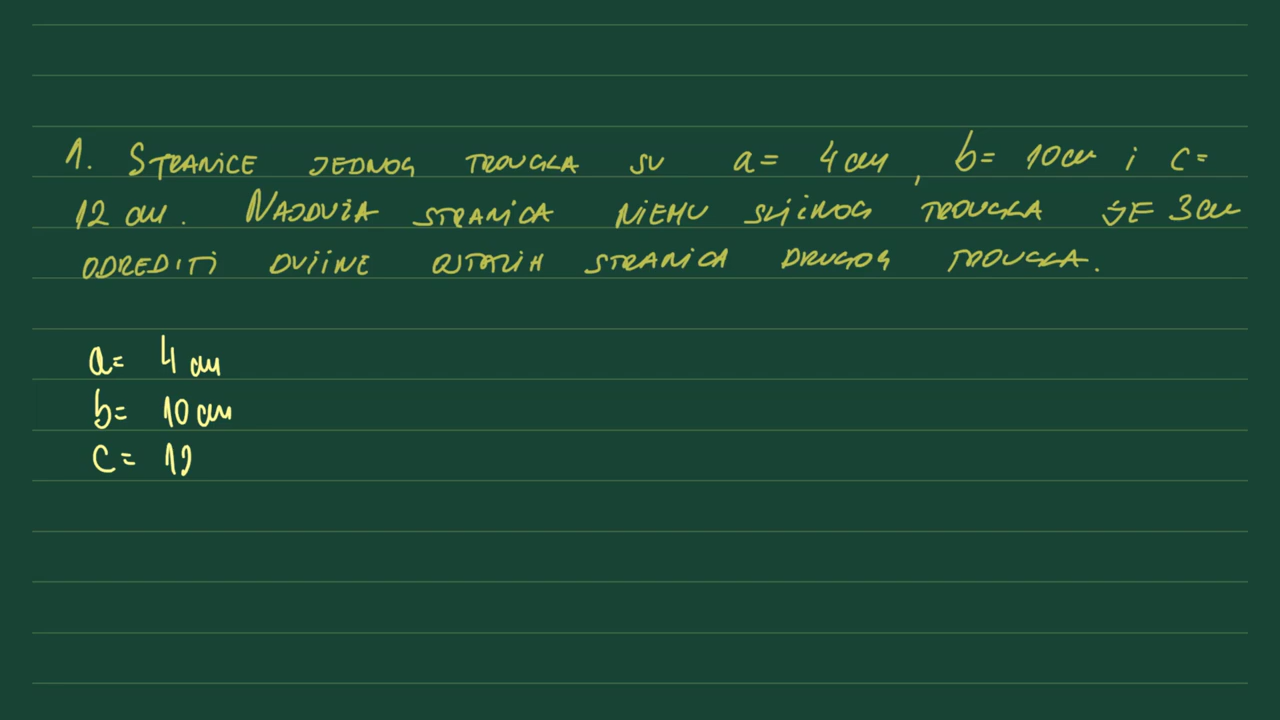 1. STRANICE JEDNOG TROUGLA SU a= 4cm, b= 10cm i c=
12 cm. NAJDUŽA STRANICA NJEMU SLIČNOG TROUGLA JE 3cm
ODREDITI DUŽINE OSTALIH STRANICA DRUGOG TROUGLA.
a= 4 cm
b= 10 cm
c= 12